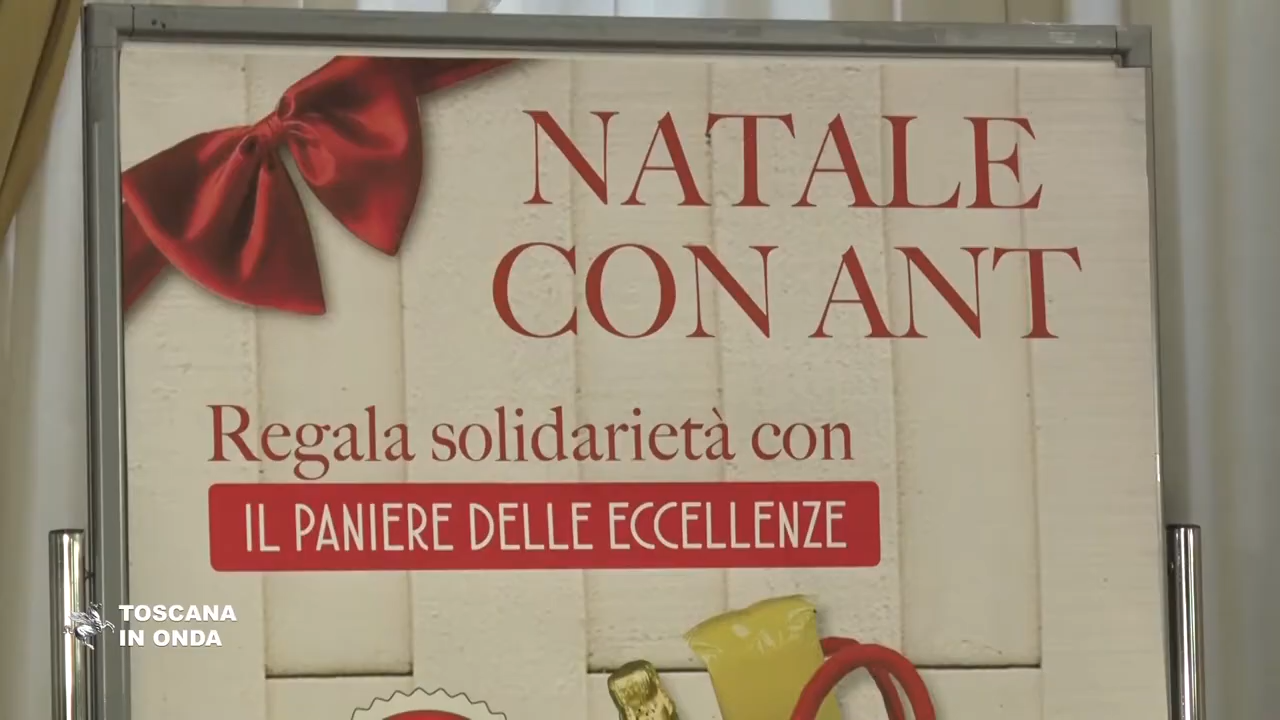 NATALE
CON ANT
Regala solidarietà con
IL PANIERE DELLE ECCELLENZE
TOSCANA
IN ONDA